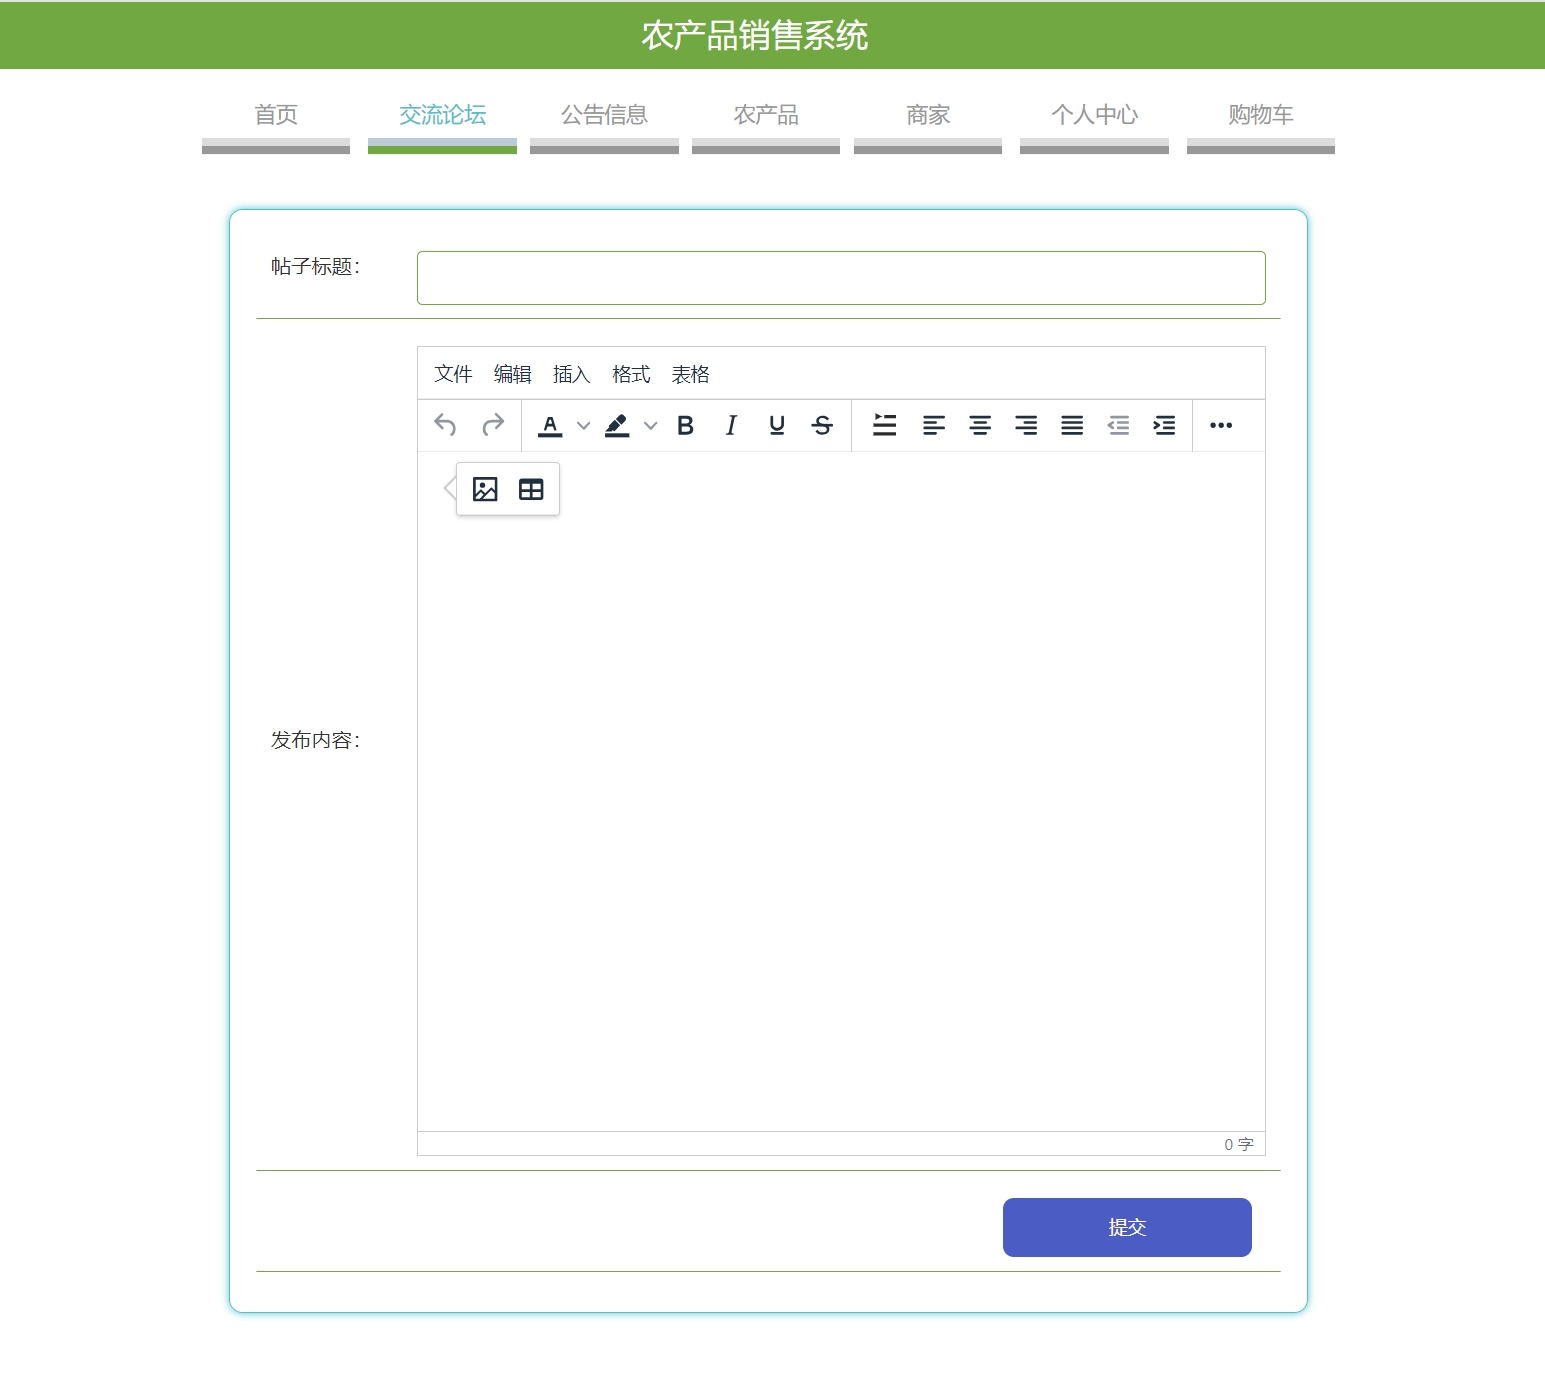 农产品销售系统
首页 交流论坛 公告信息 农产品 商家 个人中心 购物车
帖子标题：
文件 编辑 插入 格式 表格
发布内容：
0 字
提交